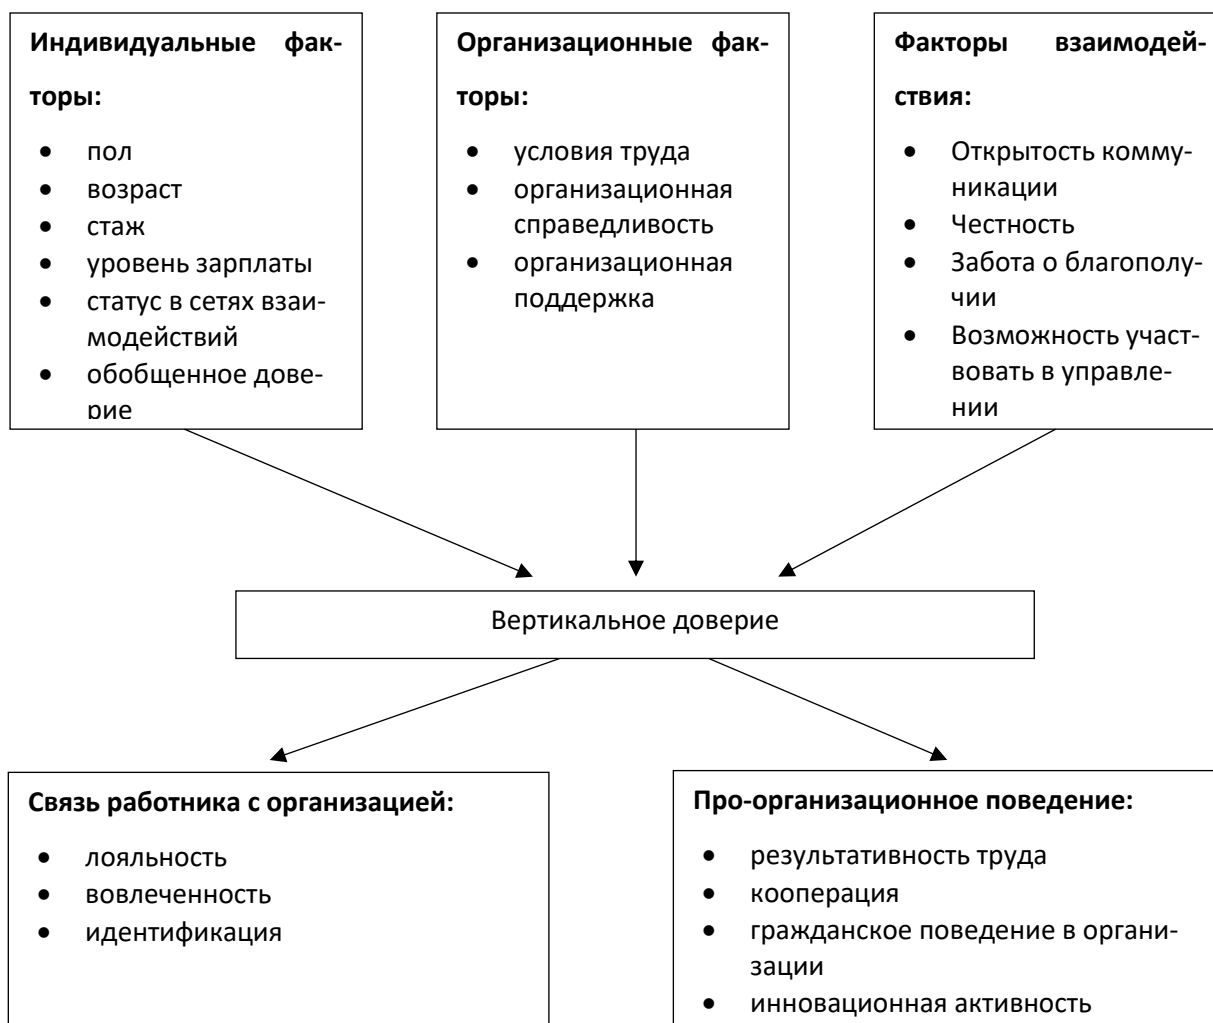 Индивидуальные фак-
торы:
• пол
• возраст
• стаж
• уровень зарплаты
• статус в сетях взаи-
модействий
• обобщенное дове-
рие
Организационные фак-
торы:
• условия труда
• организационная
справедливость
• организационная
поддержка
Факторы взаимодей-
ствия:
• Открытость комму-
никации
• Честность
• Забота о благополу-
чии
• Возможность участ-
вовать в управле-
нии
Вертикальное доверие
Связь работника с организацией:
• лояльность
• вовлеченность
• идентификация
Про-организационное поведение:
• результативность труда
• кооперация
• гражданское поведение в органи-
зации
• инновационная активность